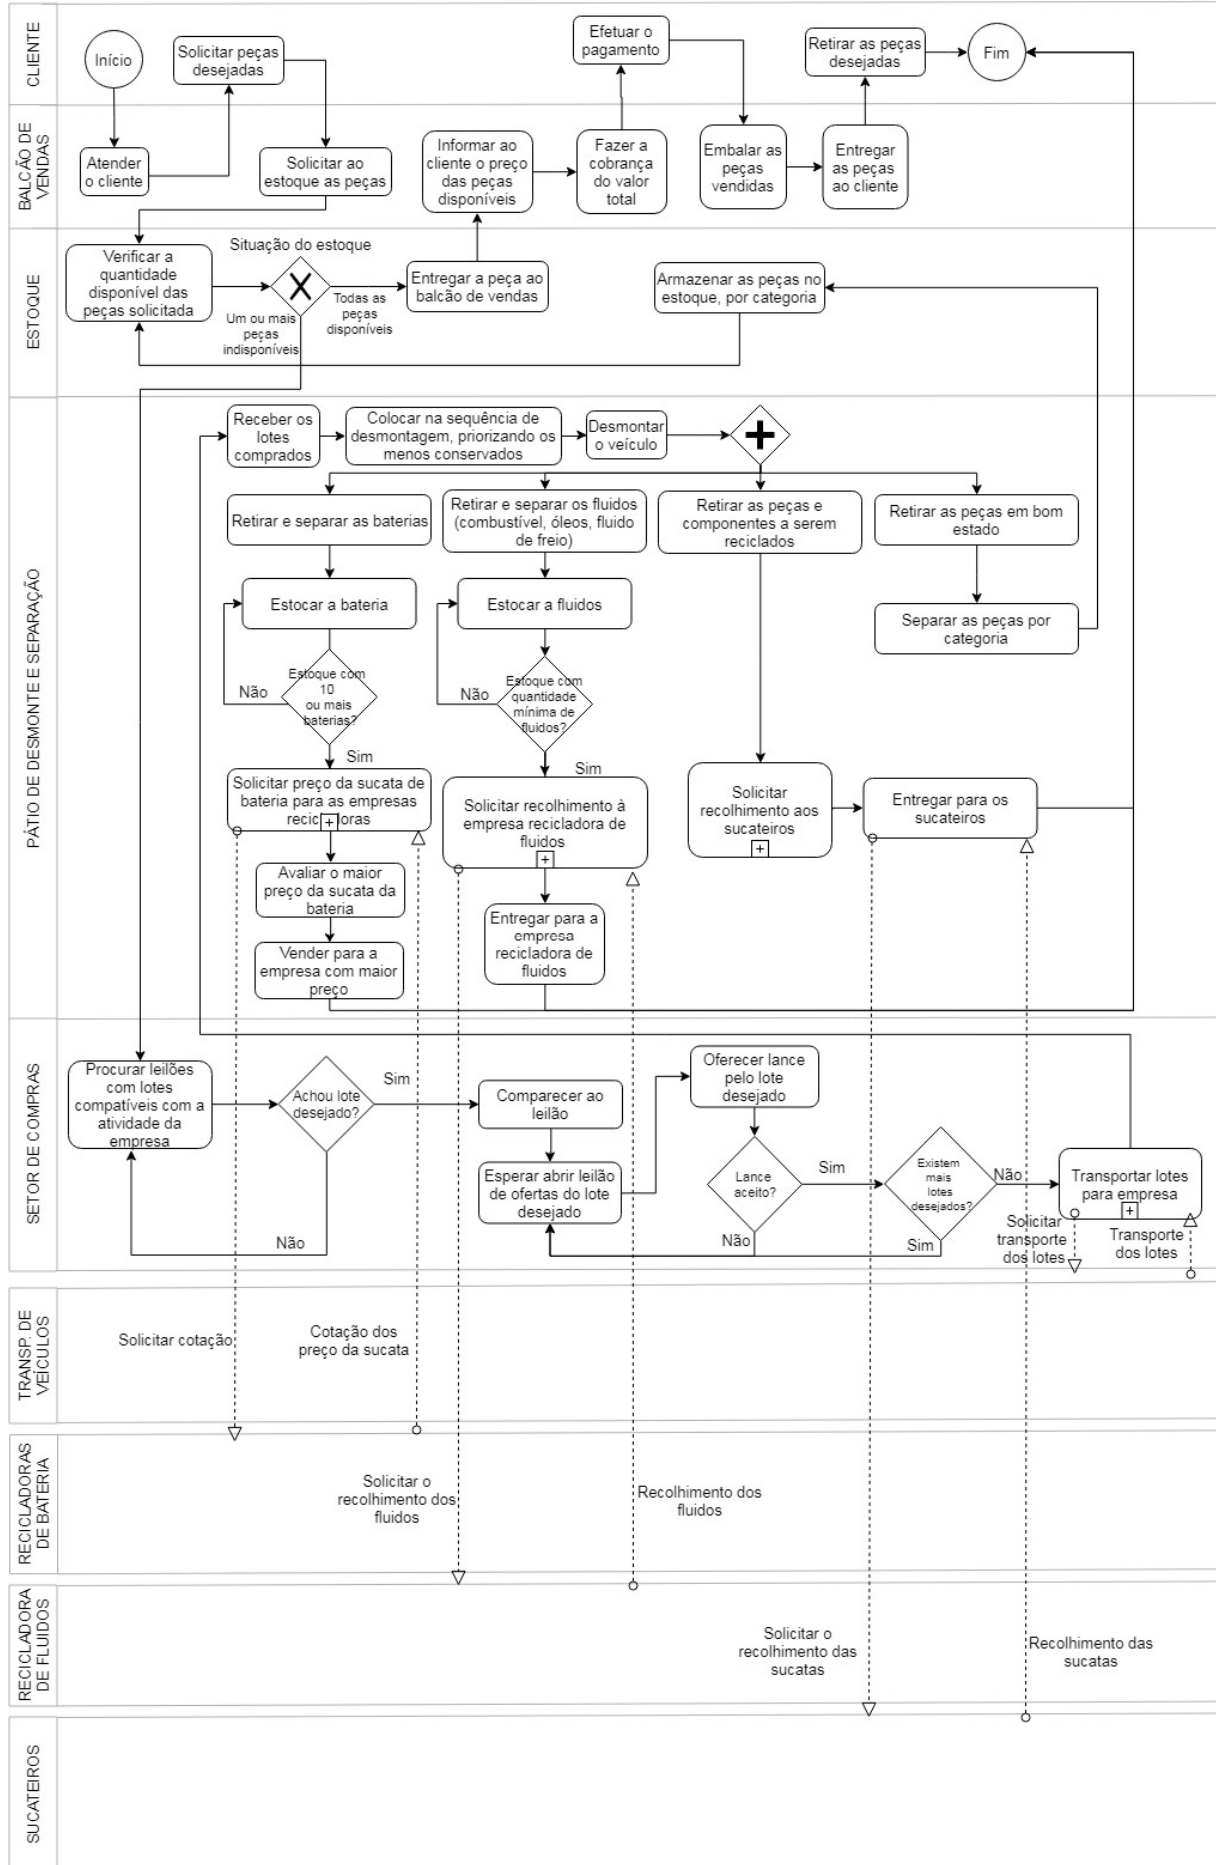 CLIENTE
Início
Solicitar peças
desejadas
Efetuar o
pagamento
Retirar as peças
desejadas
Fim
BALCÃO DE
VENDAS
Atender
o cliente
Solicitar ao
estoque as peças
Informar ao
cliente o preço
das peças
disponíveis
Fazer a
cobrança
do valor
total
Embalar as
peças
vendidas
Entregar
as peças
ao cliente
ESTOQUE
Verificar a
quantidade
disponível das
peças solicitada
Situação do estoque
Um ou mais
peças
indisponíveis
Todas as
peças
disponíveis
Entregar a peça ao
balcão de vendas
Armazenar as peças no
estoque, por categoria
PÁTIO DE DESMONTE E SEPARAÇÃO
Receber os
lotes
comprados
Colocar na sequência de
desmontagem, priorizando os
menos conservados
Desmontar
o veículo
Retirar e separar as baterias
Retirar e separar os fluidos
(combustível, óleos, fluido
de freio)
Retirar as peças e
componentes a serem
reciclados
Retirar as peças em bom
estado
Estocar a bateria
Estocar a fluidos
Separar as peças por
categoria
Estoque com
10
ou mais
baterias?
Não
Sim
Estoque com
quantidade
mínima de
fluidos?
Não
Sim
Solicitar preço da sucata de
bateria para as empresas
recicladoras
Solicitar recolhimento à
empresa recicladora de
fluidos
Solicitar
recolhimento aos
sucateiros
Entregar para os
sucateiros
Avaliar o maior
preço da sucata da
bateria
Entregar para a
empresa
recicladora de
fluidos
Vender para a
empresa com maior
preço
SETOR DE COMPRAS
Procurar leilões
com lotes
compatíveis com a
atividade da
empresa
Achou lote
desejado?
Sim
Não
Comparecer ao
leilão
Esperar abrir leilão
de ofertas do lote
desejado
Oferecer lance
pelo lote
desejado
Lance
aceito?
Sim
Não
Existem
mais
lotes
desejados?
Não
Sim
Transportar lotes
para empresa
Solicitar
transporte
dos lotes
Transporte
dos lotes
TRANSP. DE
VEÍCULOS
Solicitar cotação
Cotação dos
preço da sucata
RECICLADORAS
DE BATERIA
Solicitar o
recolhimento dos
fluidos
Recolhimento dos
fluidos
RECICLADORA
DE FLUIDOS
Solicitar o
recolhimento das
sucatas
Recolhimento das
sucatas
SUCATEIROS